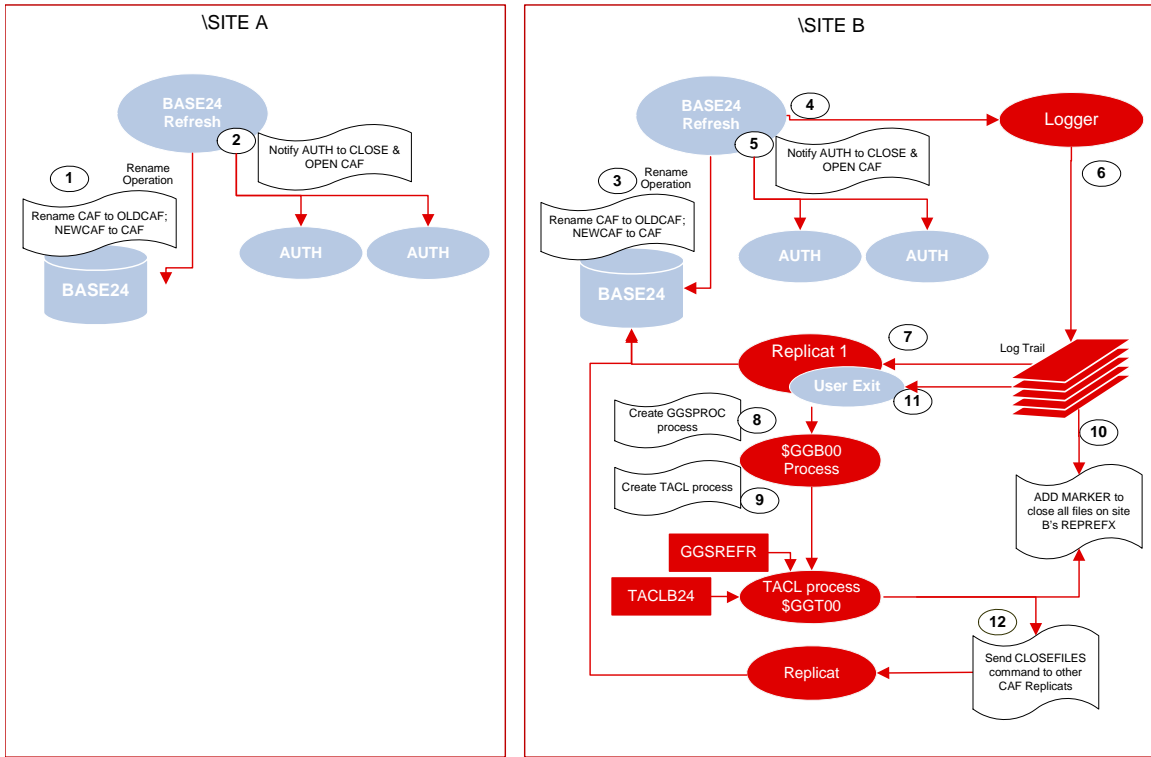 \SITE A
BASE24
Refresh
2
Notify AUTH to CLOSE &
OPEN CAF
1
Rename
Operation
Rename CAF to OLDCAF;
NEWCAF to CAF
AUTH
AUTH
BASE24
\SITE B
BASE24
Refresh
4
Logger
5
Notify AUTH to CLOSE &
OPEN CAF
3
Rename
Operation
6
Rename CAF to OLDCAF;
NEWCAF to CAF
AUTH
AUTH
BASE24
Replicat 1
7
Log Trail
User Exit
11
Create GGSPROC
process
8
10
$GGB00
Process
Create TACL process
9
ADD MARKER to
close all files on site
B's REPREFX
GGSREFR
TACLB24
TACL process
$GGT00
12
Send CLOSEFILES
command to other
CAF Replicats
Replicat